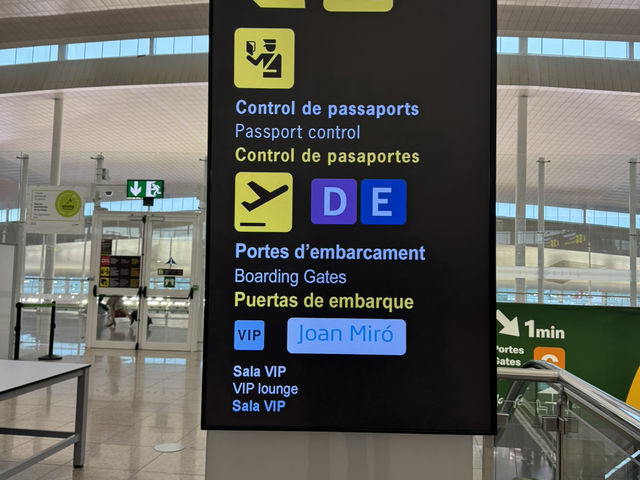 Control de passaports
Passport control
Control de pasaportes
D E
Portes d'embarcament
Boarding Gates
Puertas de embarque
VIP Joan Miró
Sala VIP
VIP lounge
Sala VIP
1min
Portes
Gates
C